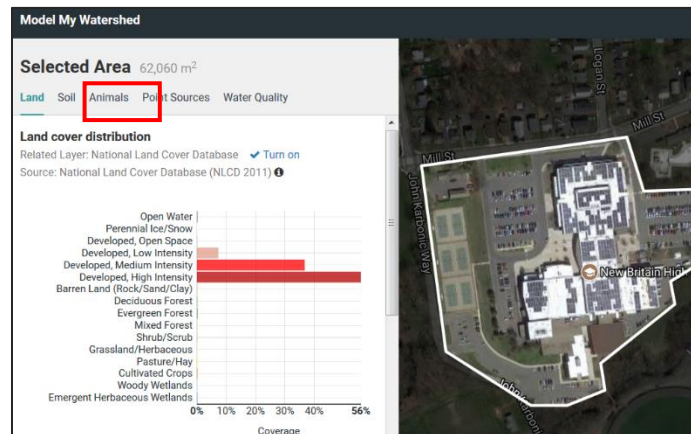 Model My Watershed
Selected Area 62,060 m²
Land Soil Animals Point Sources Water Quality
Land cover distribution
Related Layer: National Land Cover Database ✔ Turn on
Source: National Land Cover Database (NLCD 2011)
Open Water
Perennial Ice/Snow
Developed, Open Space
Developed, Low Intensity
Developed, Medium Intensity
Developed, High Intensity
Barren Land (Rock/Sand/Clay)
Deciduous Forest
Evergreen Forest
Mixed Forest
Shrub/Scrub
Grassland/Herbaceous
Pasture/Hay
Cultivated Crops
Woody Wetlands
Emergent Herbaceous Wetlands
0% 10% 20% 30% 40% 56%
Coverage
Logan St
Mill St
Mill St
John Karbonic Way
New Britain High
John Karbonic